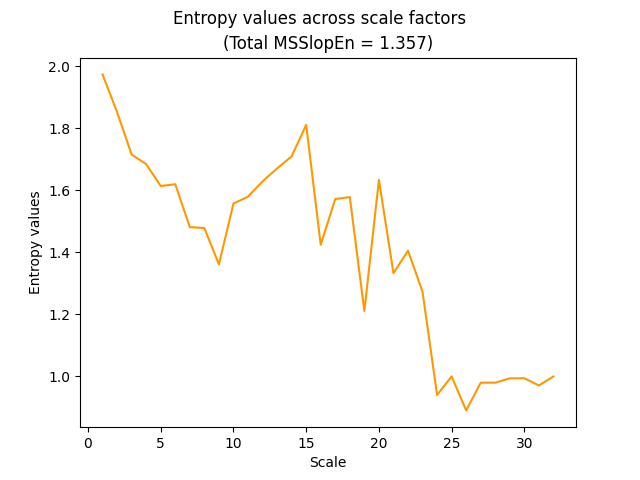 Entropy values across scale factors
(Total MSSlopEn = 1.357)
2.0
1.8
1.6
1.4
1.2
1.0
Entropy values
0 5 10 15 20 25 30
Scale